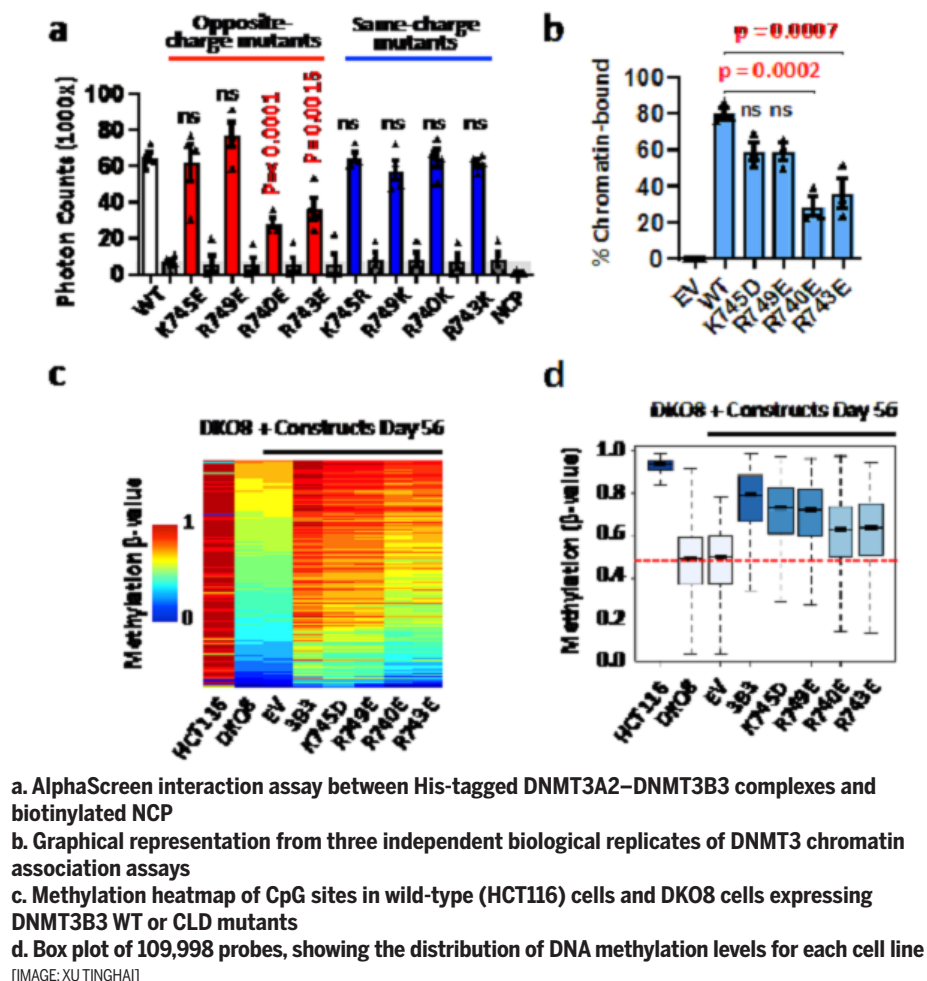 a
Opposite-
charge mutants
Same-charge
mutants
Photon Counts (1000x)
100
80
60
40
20
0
ns
ns
P=<0.0001
P=0.0015
ns
ns
ns
ns
WT
K745E
R749E
R740E
R743E
K745R
R749K
R740K
R743K
NCP
b
p = 0.0007
p = 0.0002
ns ns
% Chromatin-bound
80
60
40
20
0
EV
WT
K745D
R749E
R740E
R743E
c
DKO8 + Constructs Day 56
Methylation β-value
1
0
HCT116
DKO8
EV
3B3
K745D
R749E
R740E
R743E
d
DKO8 + Constructs Day 56
Methylation (β-value)
1.0
0.8
0.6
0.4
0.2
0.0
HCT116
DKO8
EV
3B3
K745D
R749E
R740E
R743E
a. AlphaScreen interaction assay between His-tagged DNMT3A2–DNMT3B3 complexes and
biotinylated NCP
b. Graphical representation from three independent biological replicates of DNMT3 chromatin
association assays
c. Methylation heatmap of CpG sites in wild-type (HCT116) cells and DKO8 cells expressing
DNMT3B3 WT or CLD mutants
d. Box plot of 109,998 probes, showing the distribution of DNA methylation levels for each cell line
[IMAGE: XU TINGHAI]